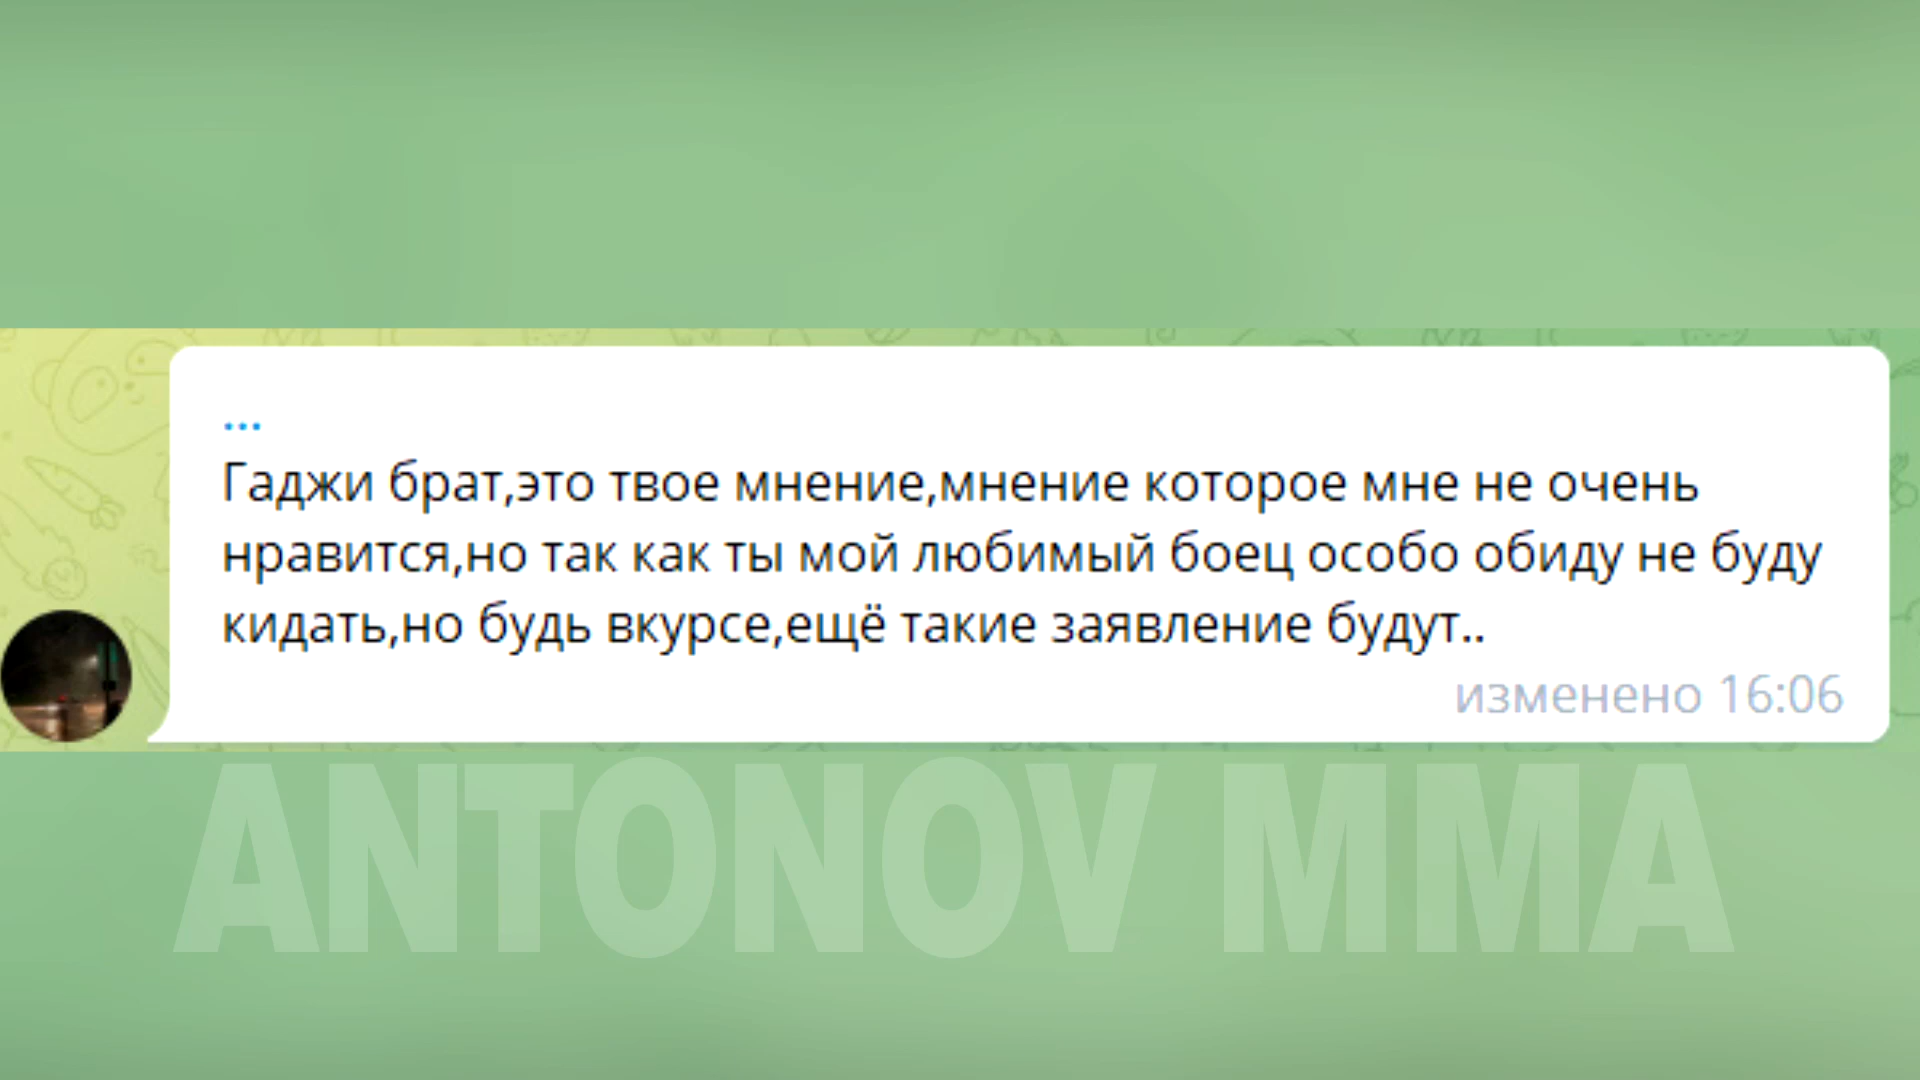 ...
Гаджи брат,это твое мнение,мнение которое мне не очень
нравится,но так как ты мой любимый боец особо обиду не буду
кидать,но будь вкурсе,ещё такие заявление будут..
изменено 16:06
ANTONOV MMA